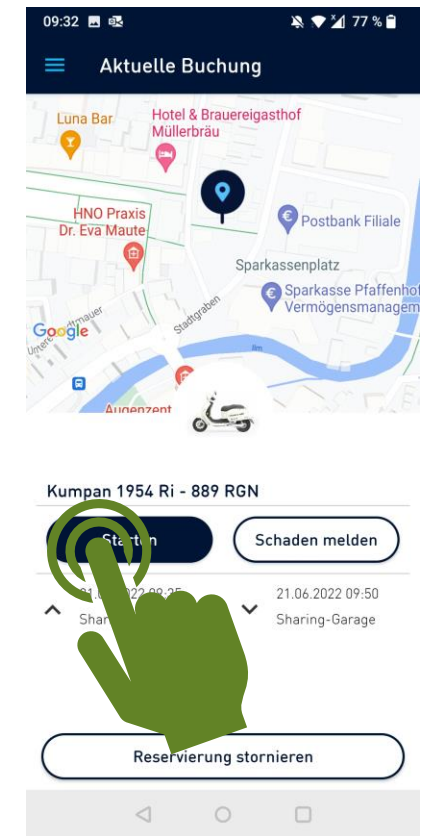 09:32
77 %
Aktuelle Buchung
Luna Bar
Hotel & Brauereigasthof
Müllerbräu
HNO Praxis
Dr. Eva Maute
Postbank Filiale
Sparkassenplatz
Sparkasse Pfaffenhof
Vermögensmanagem
Stadtgraben
Google
Ilm
Augenzent
Kumpan 1954 Ri - 889 RGN
Starten
Schaden melden
21.06.2022 09:50
Sharing-Garage
Reservierung stornieren